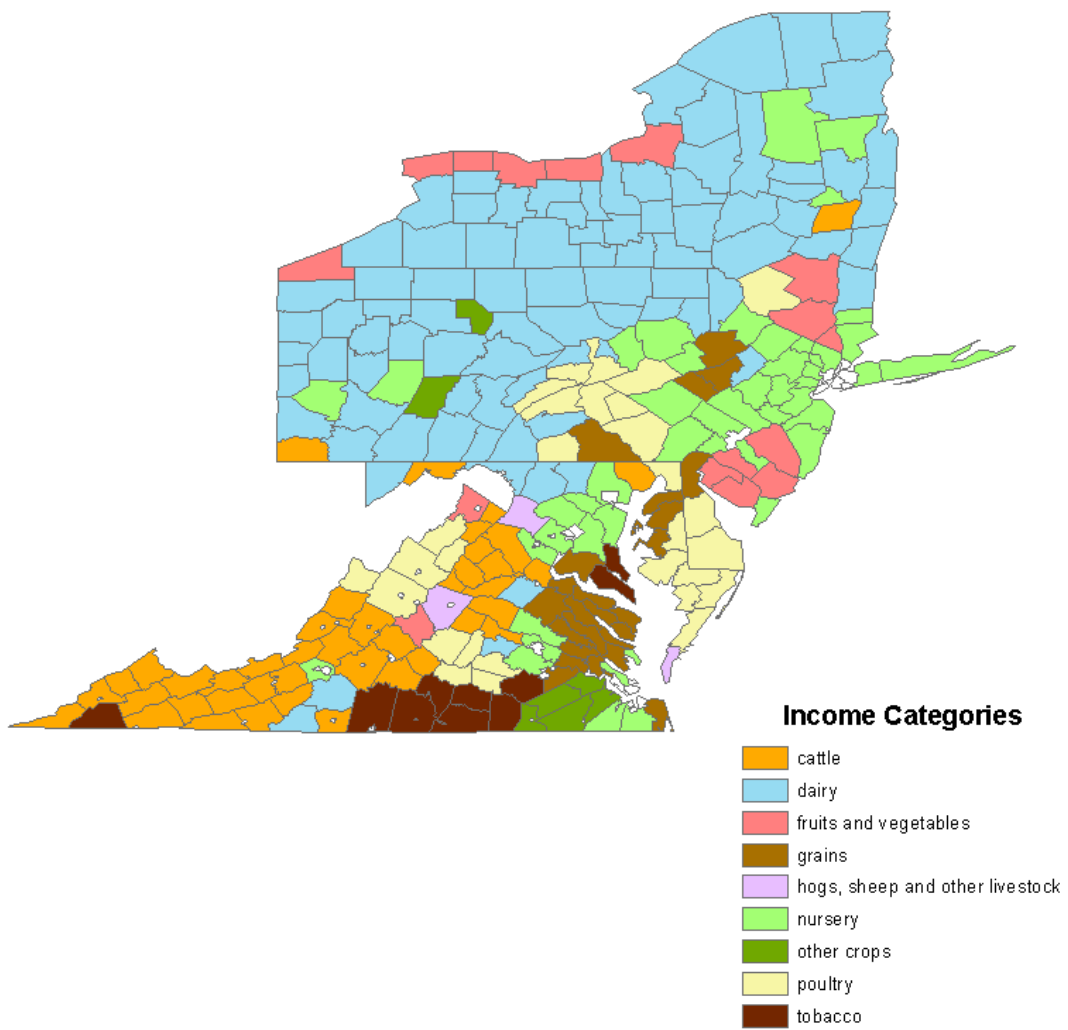 Income Categories
cattle
dairy
fruits and vegetables
grains
hogs, sheep and other livestock
nursery
other crops
poultry
tobacco